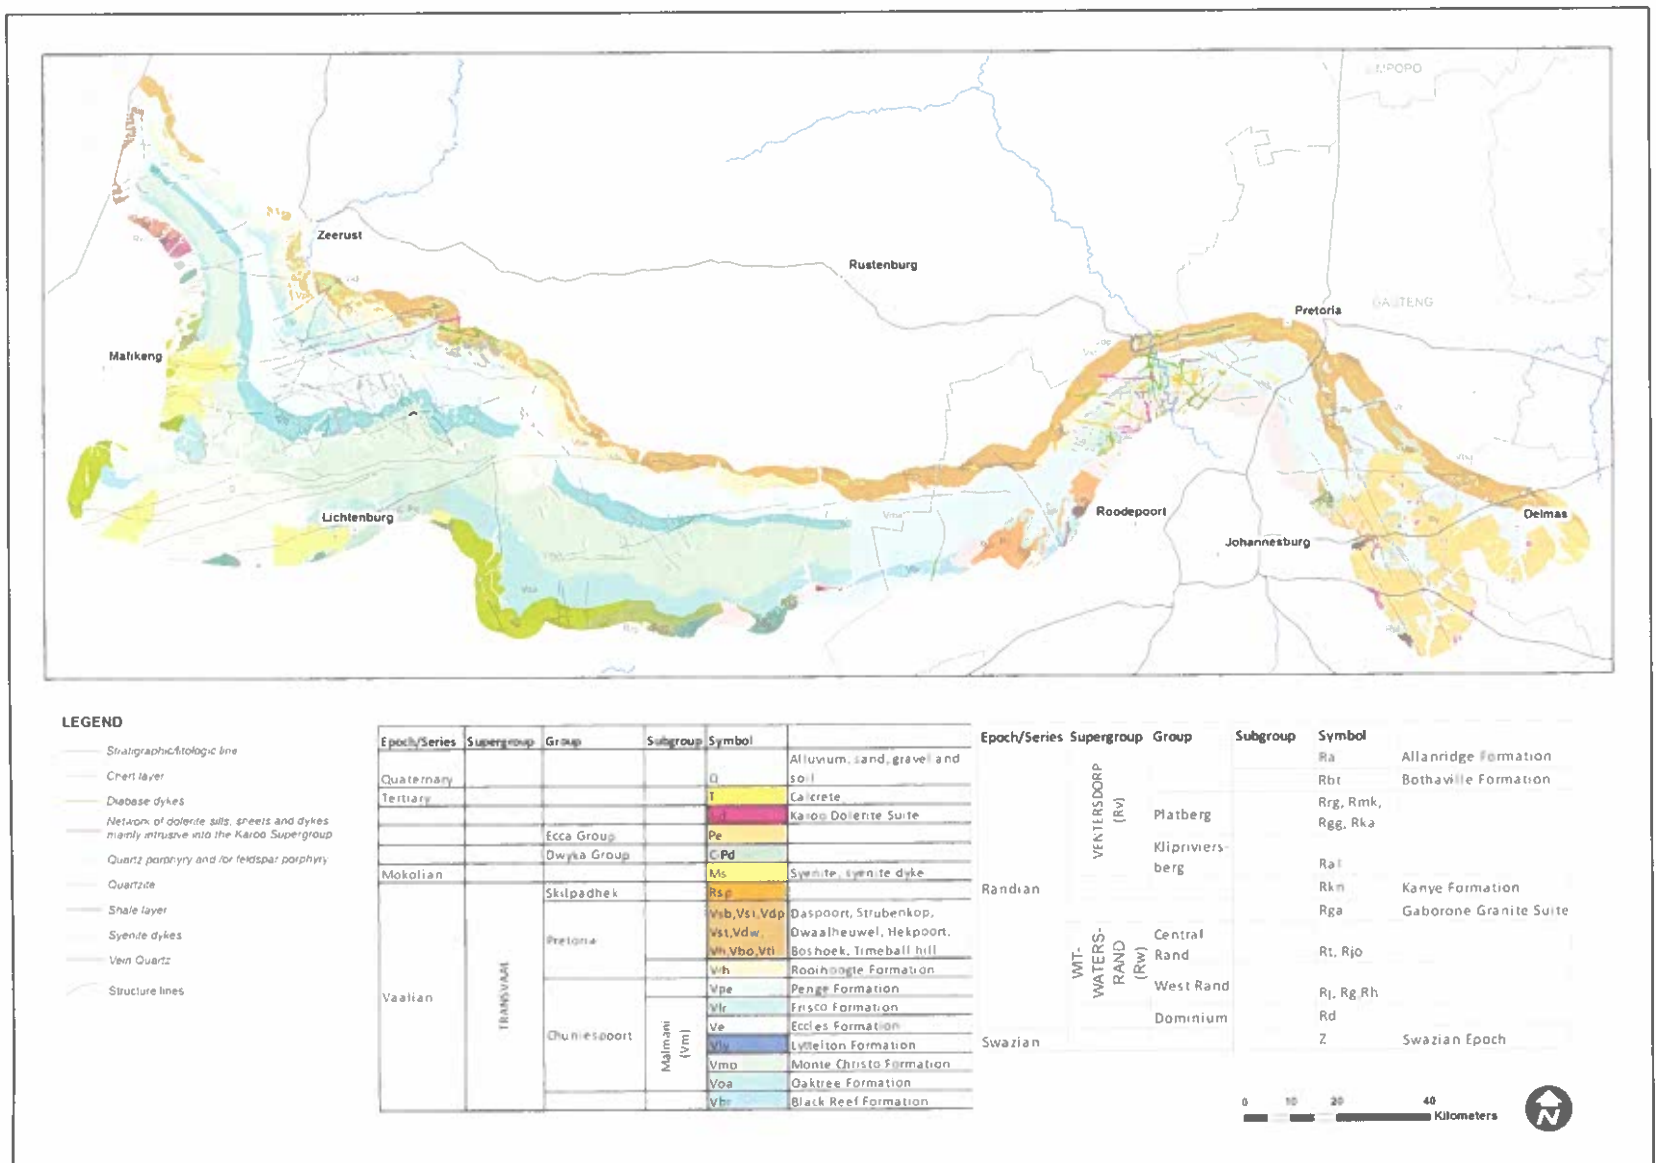 LIMPOPO
Zeerust
Rustenburg
GAUTENG
Pretoria
Mafikeng
Lichtenburg
Roodepoort
Johannesburg
Delmas
LEGEND
Stratigraphic/litologic line
Chert layer
Diabase dykes
Network of dolerite sills, sheets and dykes
mainly intrusive into the Karoo Supergroup
Quartz porphyry and /or feldspar porphyry
Quartzite
Shale layer
Syenite dykes
Vein Quartz
Structure lines
Epoch/Series Supergroup Group Subgroup Symbol
Alluvium, sand, gravel and
Quaternary Q soil
Tertiary T Calcrete
Jd Karoo Dolerite Suite
Ecca Group Pe
Dwyka Group C-Pd
Mokolian Ms Syenite, syenite dyke
Skilpadhek Rsp
Vsb,Vsi,Vdp Daspoort, Strubenkop,
Pretoria Vst,Vdw, Dwaalheuwel, Hekpoort,
Vh,Vbo,Vti Boshoek, Timeball hill
Vaalian TRANSVAAL Vrh Rooihoogte Formation
Chuniespoort Vpe Penge Formation
Malmani (Vm) Vfr Frisco Formation
Ve Eccles Formation
Vly Lyttelton Formation
Vmp Monte Christo Formation
Voa Oaktree Formation
Vbr Black Reef Formation
Epoch/Series Supergroup Group Subgroup Symbol
Randian VENTERSDORP (Rv) Ra Allanridge Formation
Rbt Bothaville Formation
Platberg Rrg, Rmk,
Rgg, Rka
Klipriviers-
berg Ral
Rkn Kanye Formation
Rga Gaborone Granite Suite
WIT-
WATERS-
RAND
(Rw)
Central
Rand Rt, Rjo
West Rand Rj, Rg,Rh
Dominium Rd
Swazian Z Swazian Epoch
0 10 20 40
Kilometers
N